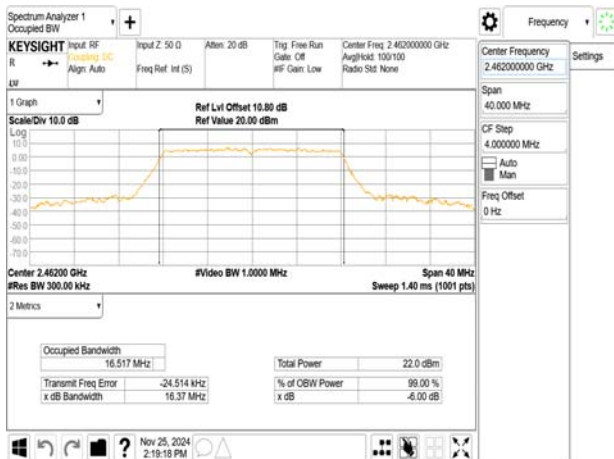 Spectrum Analyzer 1
Occupied BW
Frequency
KEYSIGHT
R
Input: RF
Coupling: DC
Align: Auto
Input Z: 50 Ω
Freq Ref: Int (S)
Atten: 20 dB
Trig: Free Run
Gate: Off
#IF Gain: Low
Center Freq: 2.462000000 GHz
Avg|Hold: 100/100
Radio Std: None
1 Graph
Scale/Div 10.0 dB
Ref Lvl Offset 10.80 dB
Ref Value 20.00 dBm
Log
10.0
0.00
-10.0
-20.0
-30.0
-40.0
-50.0
-60.0
-70.0
Center 2.46200 GHz
#Res BW 300.00 kHz
#Video BW 1.0000 MHz
Span 40 MHz
Sweep 1.40 ms (1001 pts)
2 Metrics
Occupied Bandwidth
16.517 MHz
Transmit Freq Error -24.514 kHz
x dB Bandwidth 16.37 MHz
Total Power 22.0 dBm
% of OBW Power 99.00 %
x dB -6.00 dB
Nov 25, 2024
2:19:18 PM
Center Frequency
2.462000000 GHz
Settings
Span
40.000 MHz
CF Step
4.000000 MHz
Auto
Man
Freq Offset
0 Hz
?